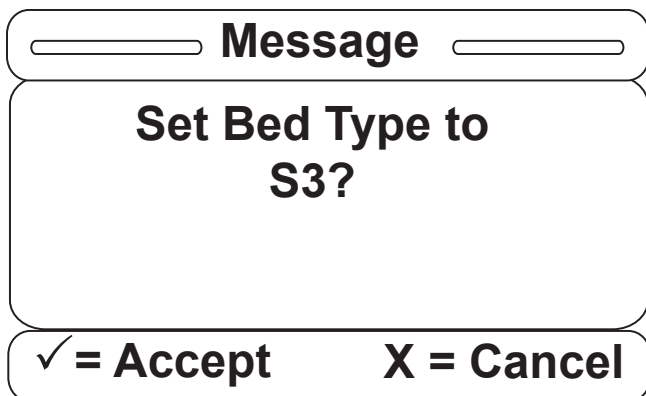 Message
Set Bed Type to
S3?
✓= Accept X = Cancel